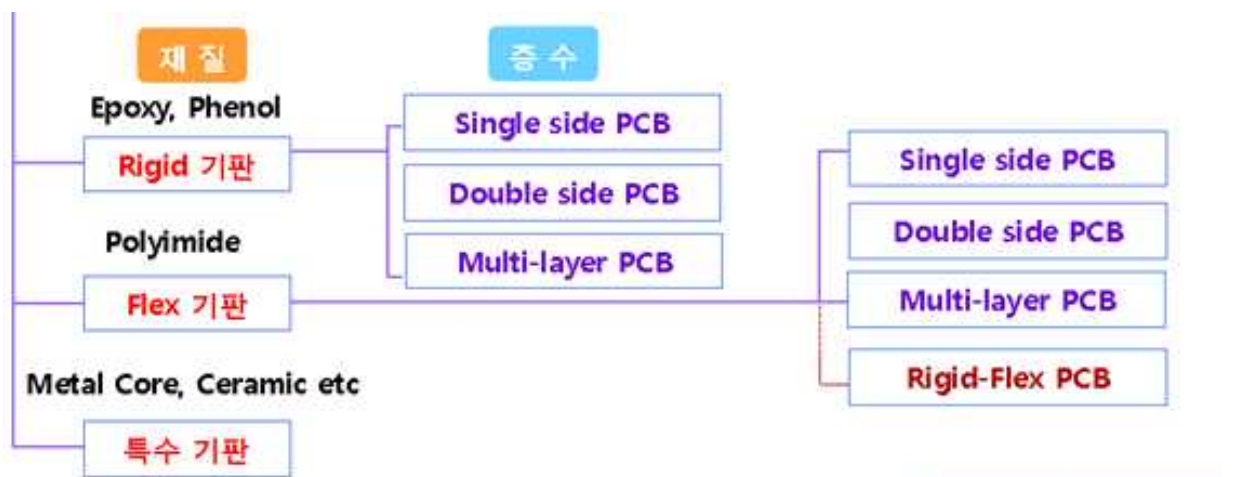 재 질
층 수
Epoxy, Phenol
Rigid 기판
Single side PCB
Double side PCB
Multi-layer PCB
Polyimide
Flex 기판
Single side PCB
Double side PCB
Multi-layer PCB
Rigid-Flex PCB
Metal Core, Ceramic etc
특수 기판